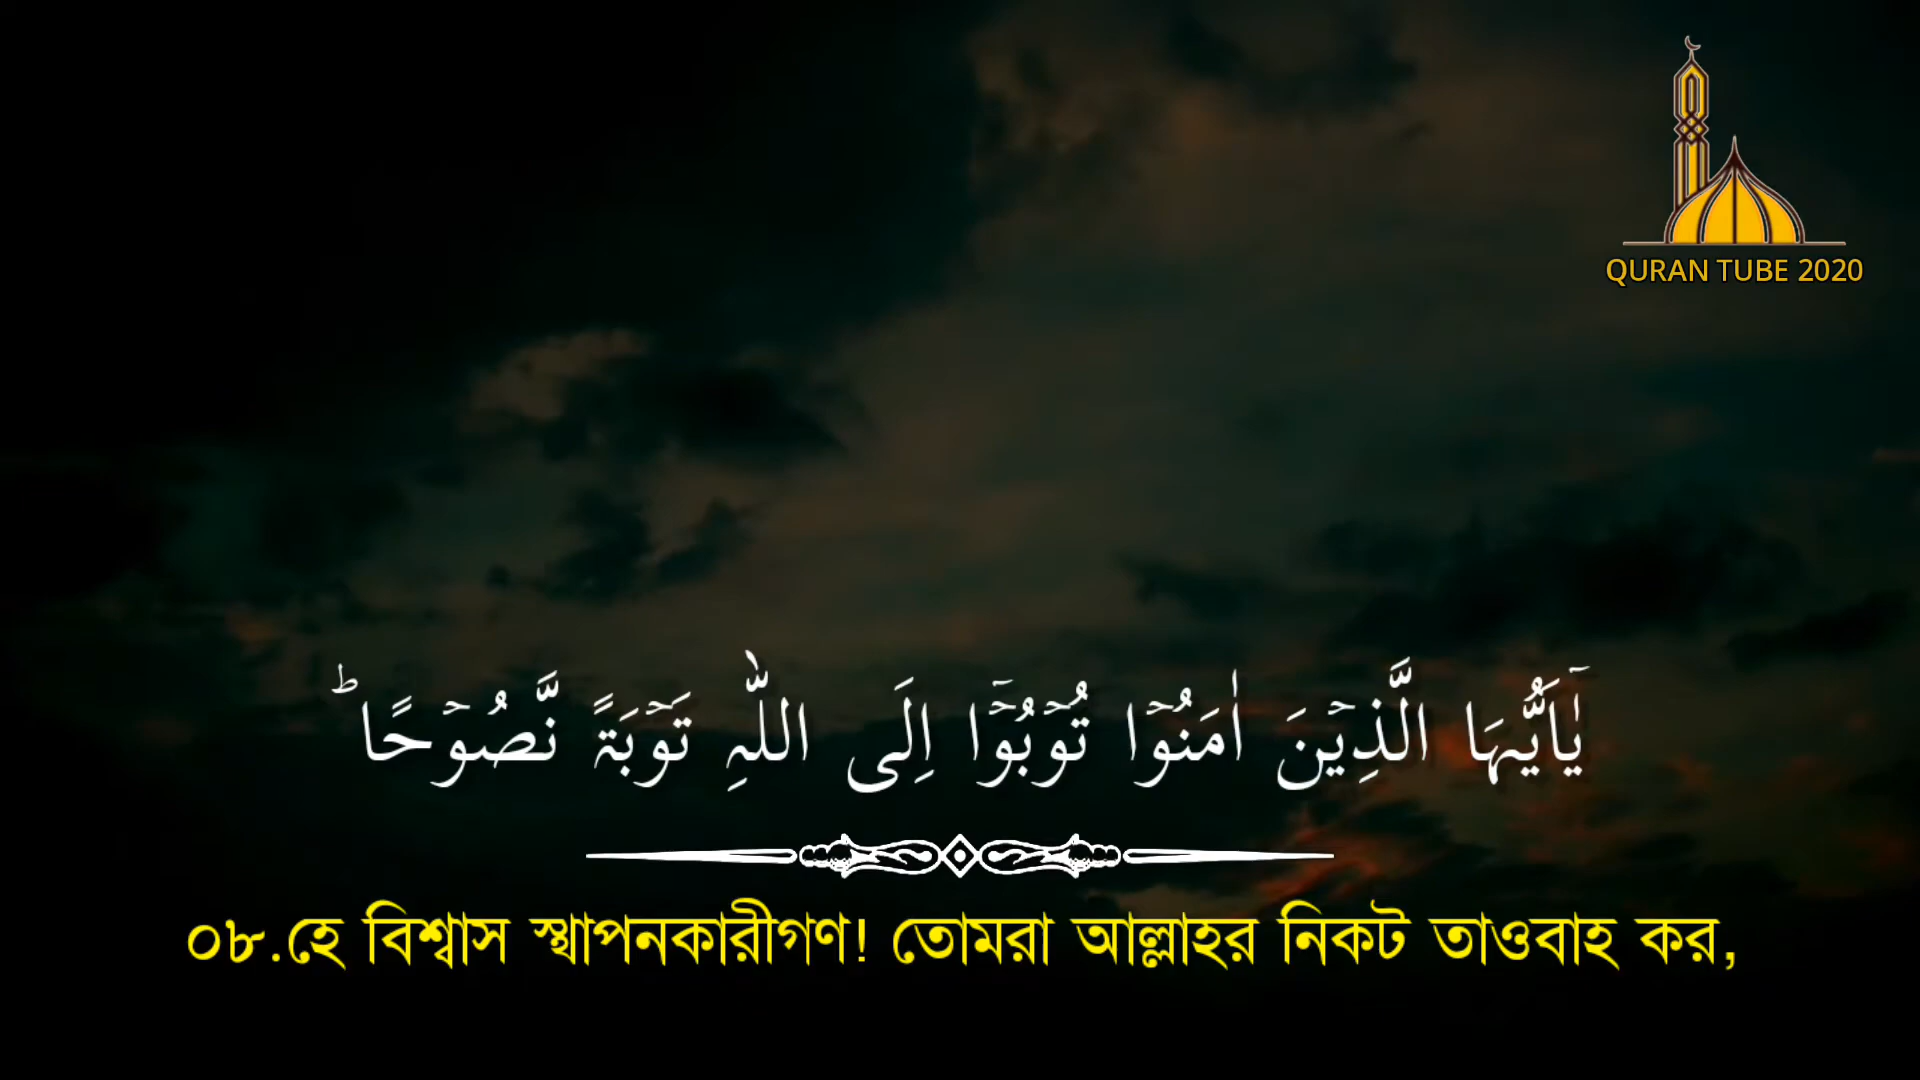 QURAN TUBE 2020
یٰۤاَیُّہَا الَّذِیۡنَ اٰمَنُوۡا تُوۡبُوۡۤا اِلَی اللّٰہِ تَوۡبَۃً نَّصُوۡحًا ؕ
০৮.হে বিশ্বাস স্থাপনকারীগণ! তোমরা আল্লাহর নিকট তাওবাহ কর,